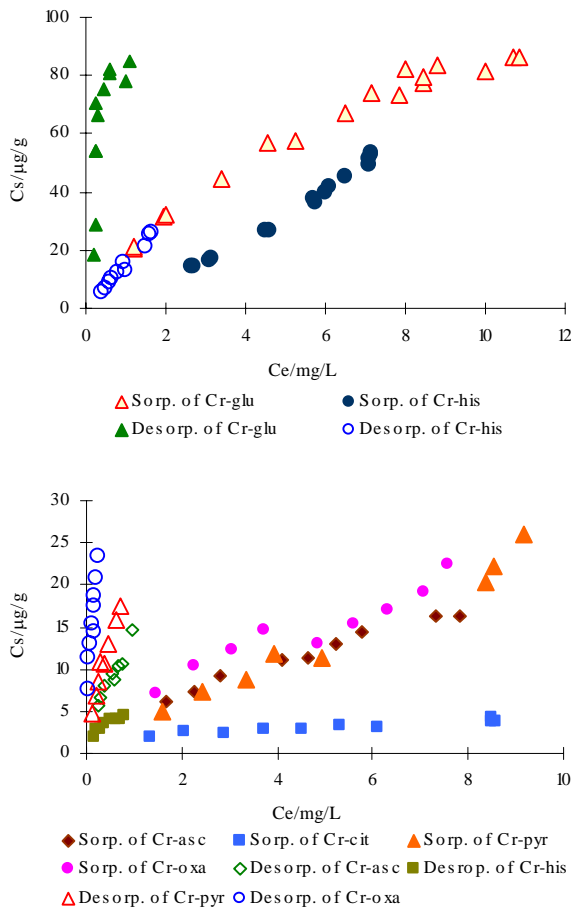 100
80
60
40
20
0
Cs/µg/g
0 2 4 6 8 10 12
Ce/mg/L
Sorp. of Cr-glu Sorp. of Cr-his
Desorp. of Cr-glu Desorp. of Cr-his
30
25
20
15
10
5
0
Cs/µg/g
0 2 4 6 8 10
Ce/mg/L
Sorp. of Cr-asc Sorp. of Cr-cit Sorp. of Cr-pyr
Sorp. of Cr-oxa Desorp. of Cr-asc Desrop. of Cr-his
Desorp. of Cr-pyr Desorp. of Cr-oxa